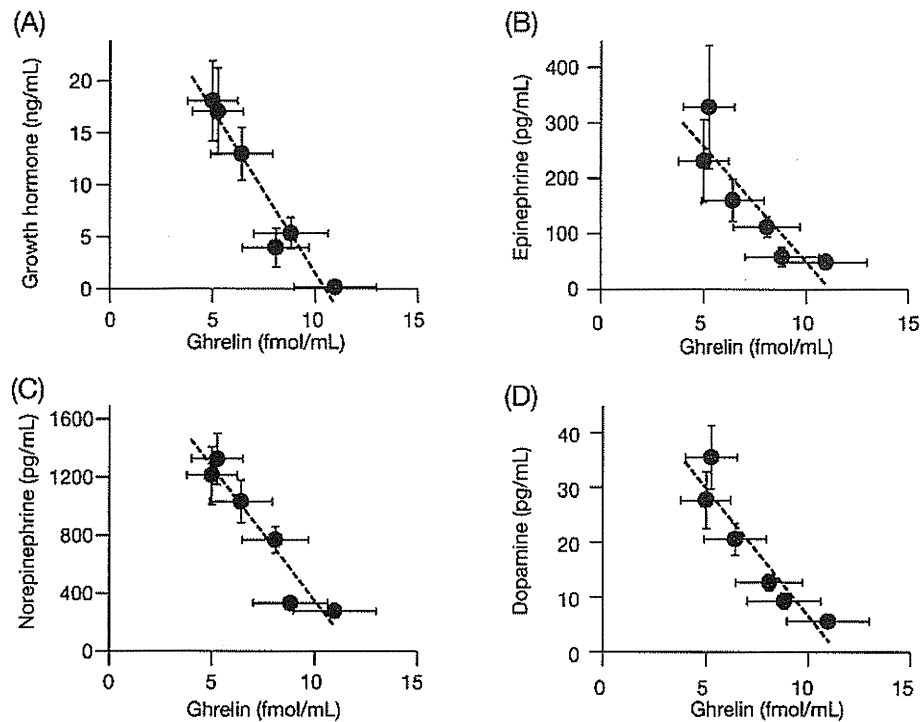 (A)
Growth hormone (ng/mL)
20
15
10
5
0
0 5 10 15
Ghrelin (fmol/mL)
(B)
Epinephrine (pg/mL)
400
300
200
100
0
0 5 10 15
Ghrelin (fmol/mL)
(C)
Norepinephrine (pg/mL)
1600
1200
800
400
0
0 5 10 15
Ghrelin (fmol/mL)
(D)
Dopamine (pg/mL)
40
30
20
10
0
0 5 10 15
Ghrelin (fmol/mL)